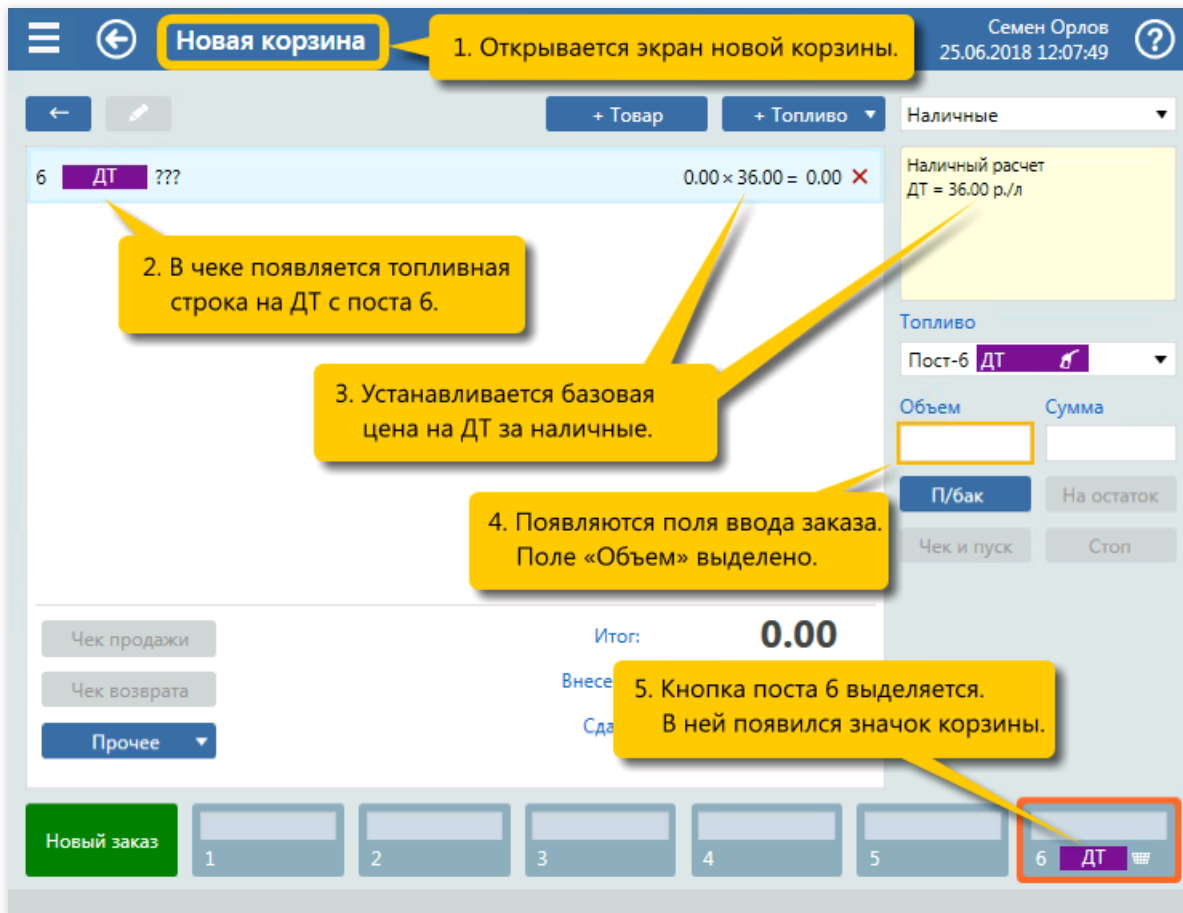 Новая корзина
1. Открывается экран новой корзины.
Семен Орлов
25.06.2018 12:07:49
?
+ Товар
+ Топливо
Наличные
6 ДТ ???
0.00 × 36.00 = 0.00
Наличный расчет
ДТ = 36.00 р./л
2. В чеке появляется топливная
строка на ДТ с поста 6.
Топливо
Пост-6 ДТ
3. Устанавливается базовая
цена на ДТ за наличные.
Объем
Сумма
П/бак
На остаток
4. Появляются поля ввода заказа.
Поле «Объем» выделено.
Чек и пуск
Стоп
Чек продажи
Итог:
0.00
Чек возврата
Внесе
5. Кнопка поста 6 выделяется.
В ней появился значок корзины.
Прочее
Сда
Новый заказ
1
2
3
4
5
6 ДТ